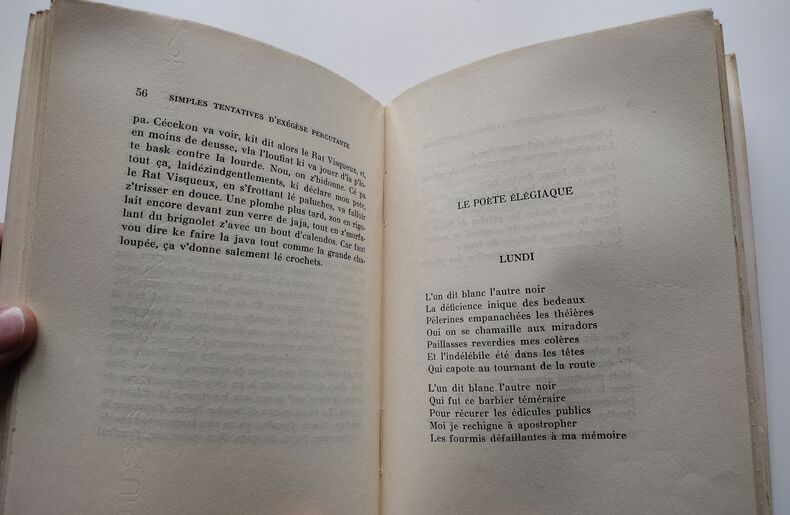 56 SIMPLES TENTATIVES D'EXÉGÈSE PERCUTANTE
pa. Cécekon va voir, kit dit alors le Rat Visqueux, et,
en moins de deusse, vla l'loufiat ki va jouer d'la p'lo-
te bask contre la lourde. Nou, on z'bidonne. Cé pa
tout ça, laidézindgentlements, ki déclare mon pote,
le Rat Visqueux, en s'frottant lé paluches, va falloir
z'trisser en douce. Une plombe plus tard, zon en rigo-
lait encore devant zun verre de jaja, tout en z'morfa-
lant du brignolet z'avec un bout d'calendos. Car faut
vou dire ke faire la java tout comme la grande cha-
loupée, ça v'donne salement lé crochets.
LE POÈTE ÉLÉGIAQUE
LUNDI
L'un dit blanc l'autre noir
La déficience inique des bedeaux
Pèlerines empanachées les théières
Oui on se chamaille aux miradors
Paillasses reverdies mes colères
Et l'indélébile été dans les têtes
Qui capote au tournant de la route
L'un dit blanc l'autre noir
Qui fut ce barbier téméraire
Pour récurer les édicules publics
Moi je rechigne à apostropher
Les fourmis défaillantes à ma mémoire